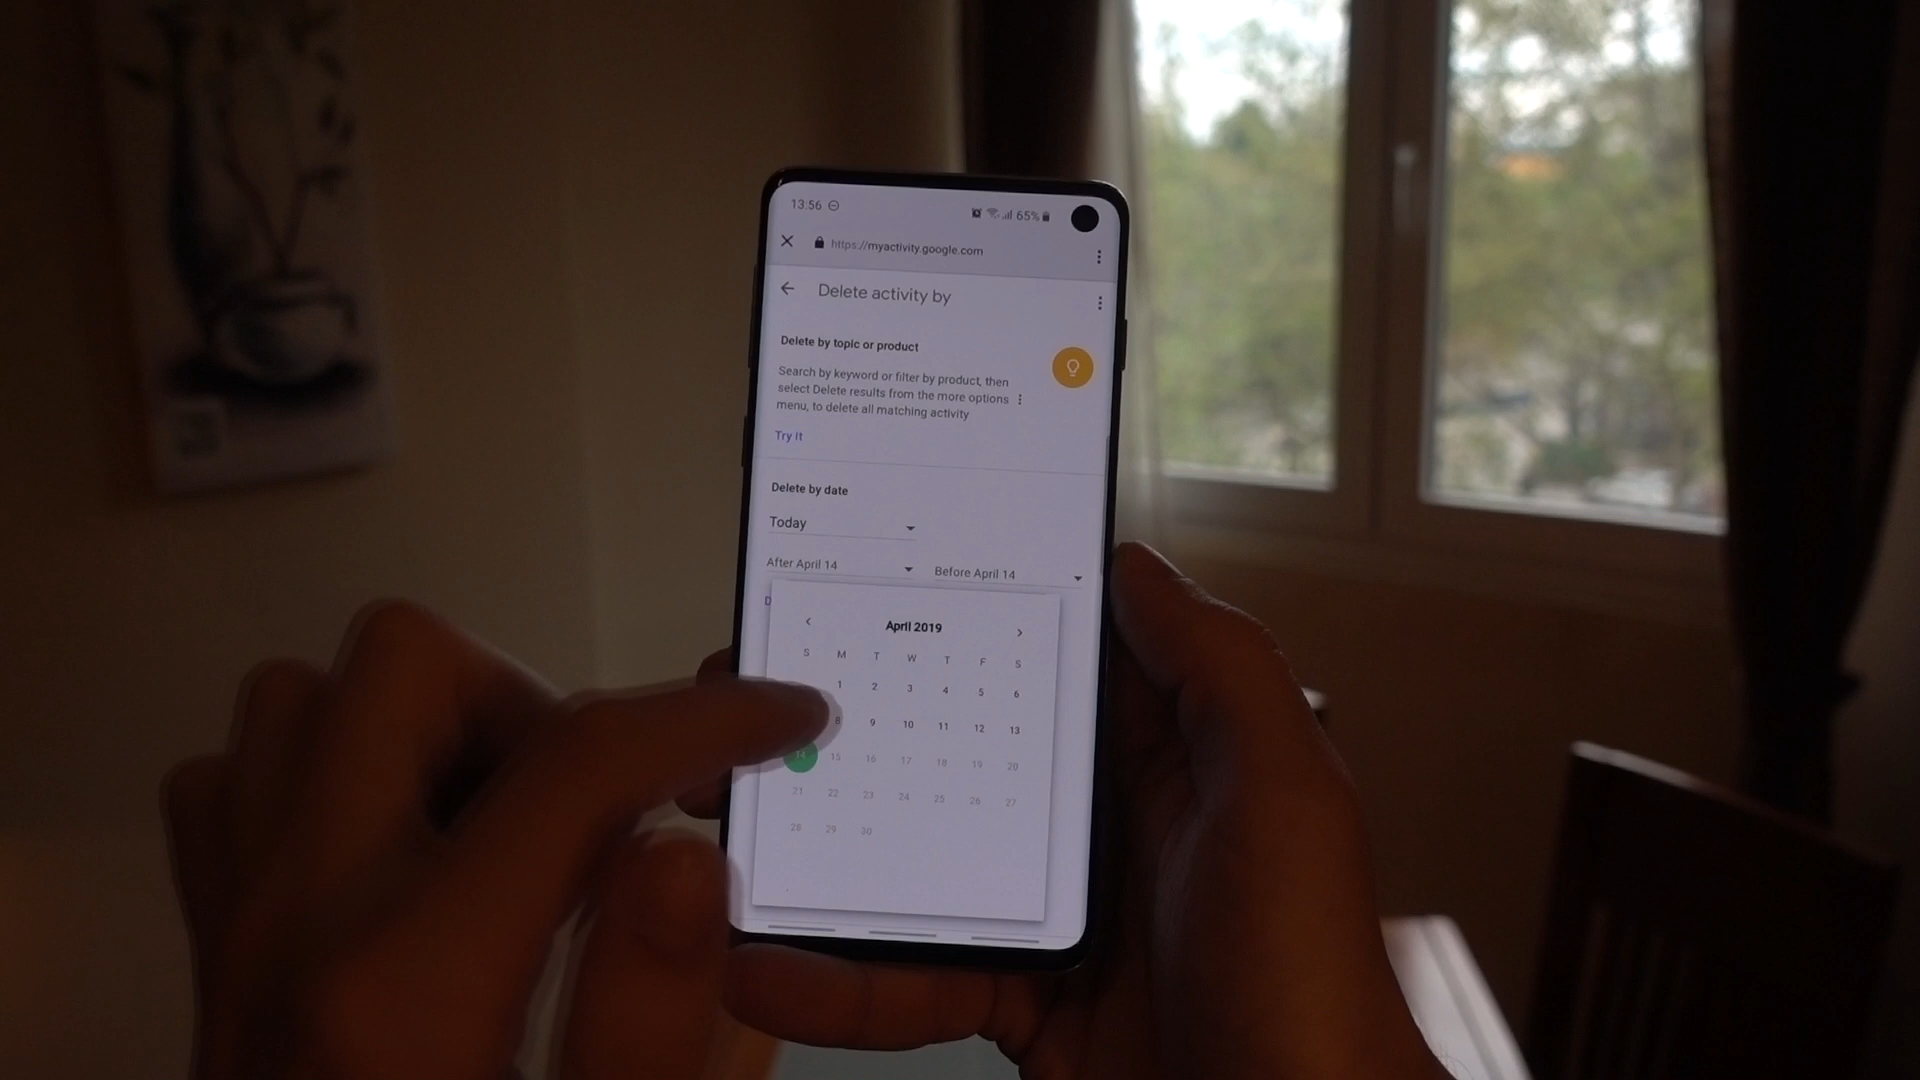 13:56 65%
https://myactivity.google.com
Delete activity by
Delete by topic or product
Search by keyword or filter by product, then
select Delete results from the more options
menu, to delete all matching activity
Try It
Delete by date
Today
After April 14 Before April 14
D
April 2019
S M T W T F S
1 2 3 4 5 6
8 9 10 11 12 13
14 15 16 17 18 19 20
21 22 23 24 25 26 27
28 29 30